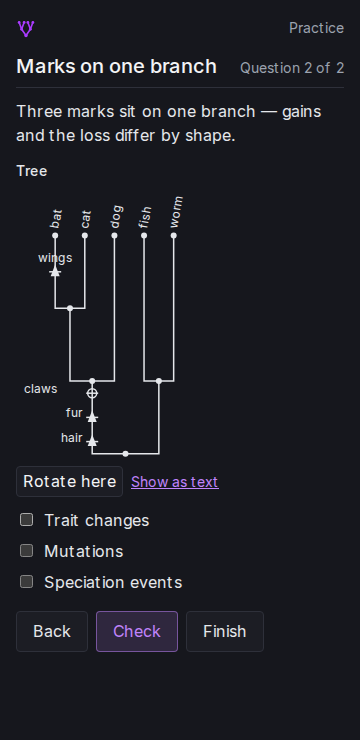 Practice
Marks on one branch
Question 2 of 2
Three marks sit on one branch — gains
and the loss differ by shape.
Tree
bat
cat
dog
fish
worm
wings
claws
fur
hair
Rotate here
Show as text
Trait changes
Mutations
Speciation events
Back
Check
Finish